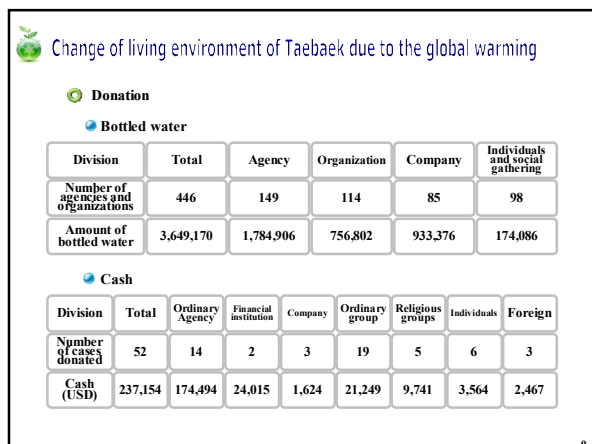 Change of living environment of Taebaek due to the global warming
Donation
Bottled water
Division Total Agency Organization Company Individuals and social gathering
Number of agencies and organizations 446 149 114 85 98
Amount of bottled water 3,649,170 1,784,906 756,802 933,376 174,086
Cash
Division Total Ordinary Agency Financial institution Company Ordinary group Religious groups Individuals Foreign
Number of cases donated 52 14 2 3 19 5 6 3
Cash (USD) 237,154 174,494 24,015 1,624 21,249 9,741 3,564 2,467